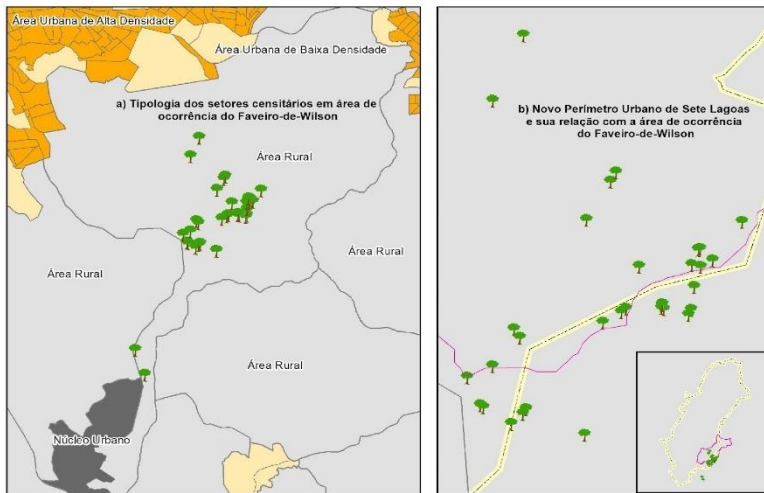 Área Urbana de Alta Densidade
Área Urbana de Baixa Densidade
a) Tipologia dos setores censitários em área de
ocorrência do Faveiro-de-Wilson
Área Rural
Área Rural
Área Rural
Área Rural
Núcleo Urbano
b) Novo Perímetro Urbano de Sete Lagoas
e sua relação com a área de ocorrência
do Faveiro-de-Wilson